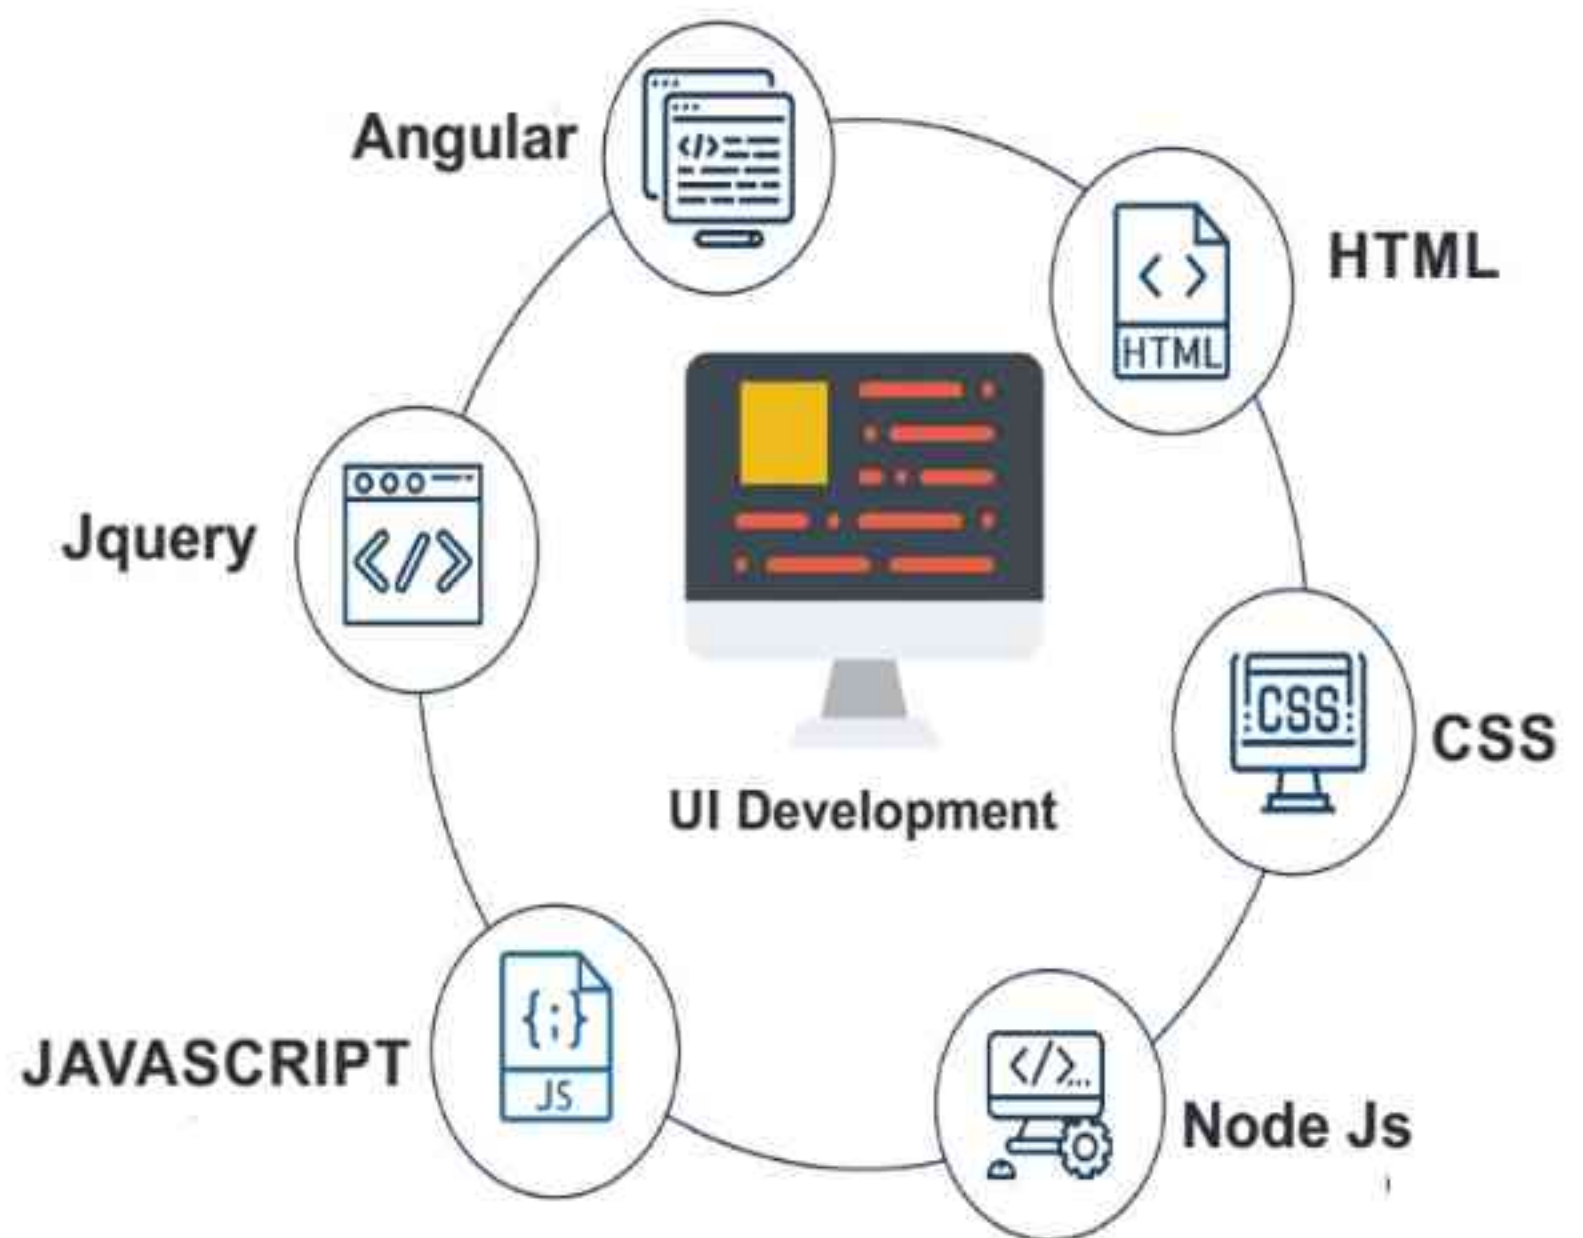 Angular
HTML
HTML
Jquery
CSS
CSS
UI Development
JAVASCRIPT
JS
Node Js